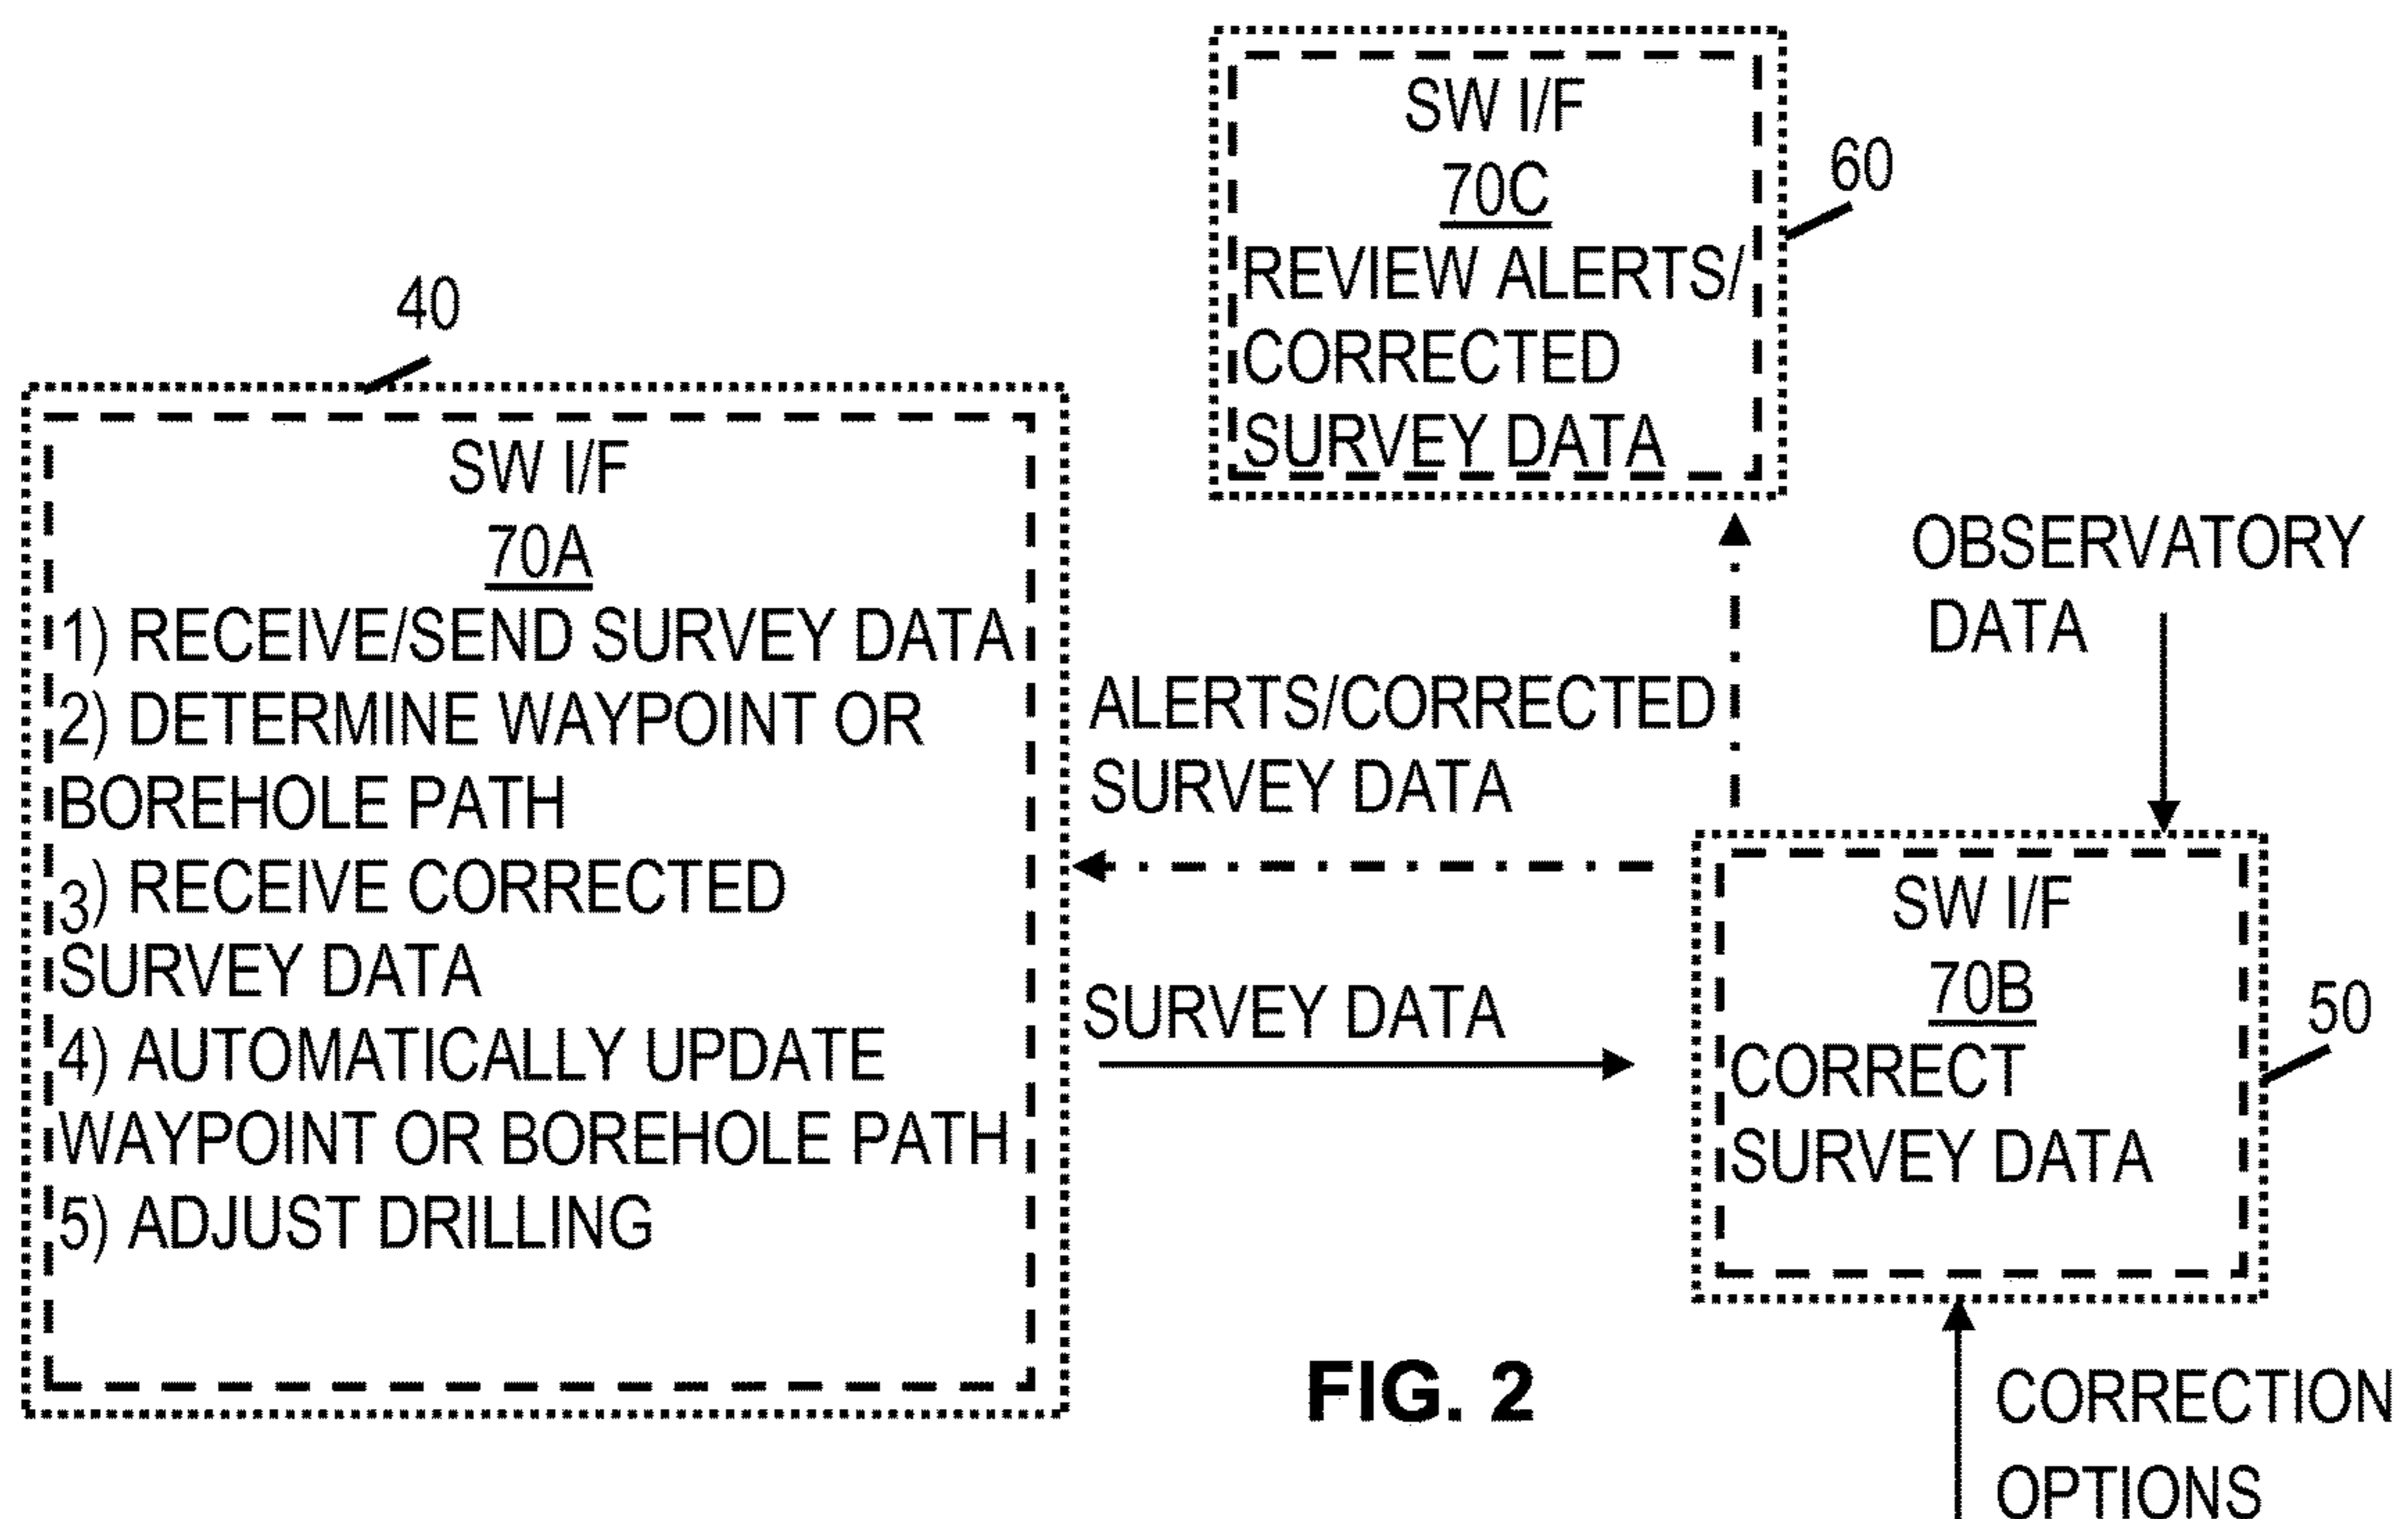 SW I/F
70C
REVIEW ALERTS/
CORRECTED
SURVEY DATA
60
40
SW I/F
70A
1) RECEIVE/SEND SURVEY DATA
2) DETERMINE WAYPOINT OR
BOREHOLE PATH
3) RECEIVE CORRECTED
SURVEY DATA
4) AUTOMATICALLY UPDATE
WAYPOINT OR BOREHOLE PATH
5) ADJUST DRILLING
ALERTS/CORRECTED
SURVEY DATA
SURVEY DATA
OBSERVATORY
DATA
SW I/F
70B
CORRECT
SURVEY DATA
50
CORRECTION
OPTIONS
FIG. 2